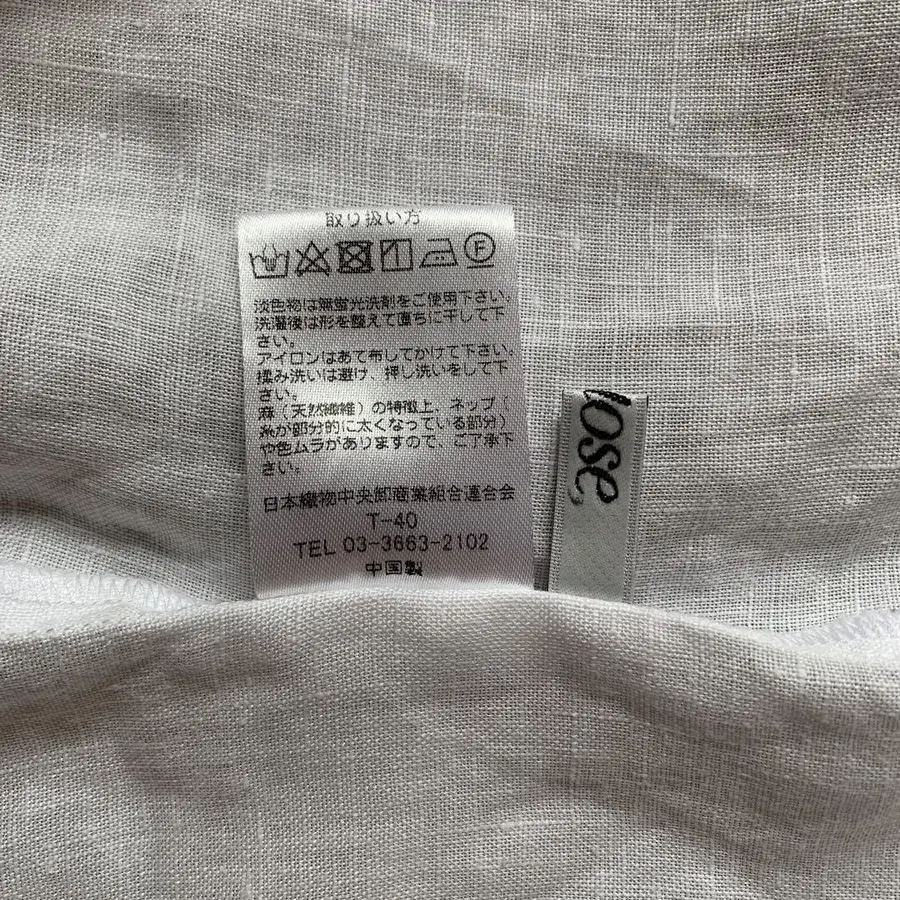 取り扱い方
F
淡色物は無蛍光洗剤をご使用下さい。
洗濯後は形を整えて直ちに干して下
さい。
アイロンはあて布してかけて下さい。
揉み洗いは避け、押し洗いをして下
さい。
麻（天然繊維）の特徴上、ネップ（
糸が部分的に太くなっている部分）
や色ムラがありますので、ご了承下
さい。
日本織物中央卸商業組合連合会
T-40
TEL 03-3663-2102
中国製
lose